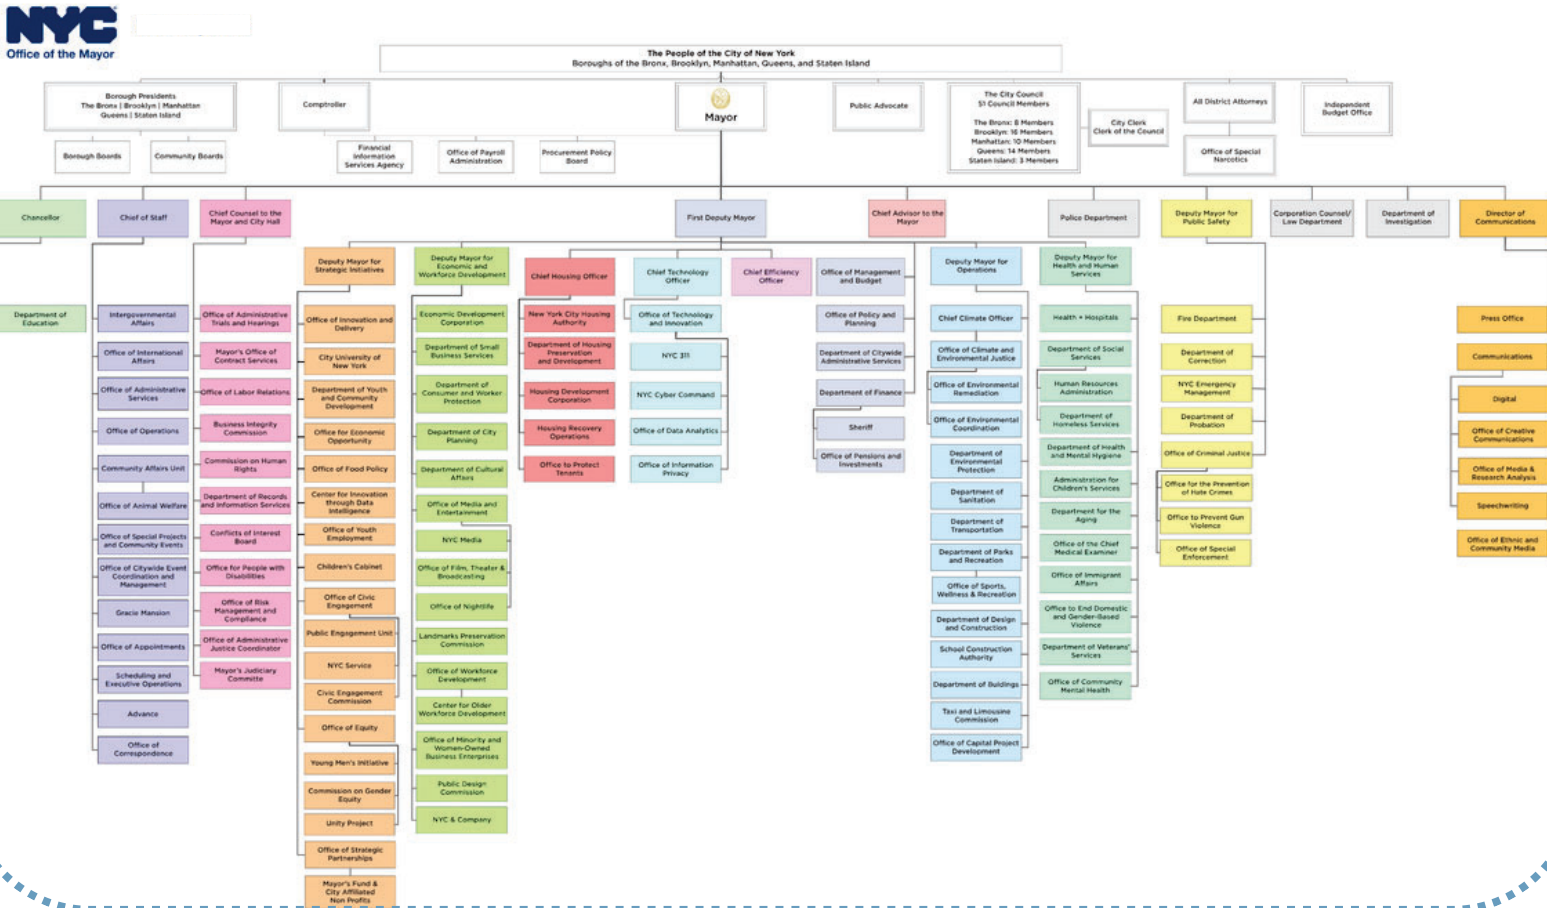 NYC
Office of the Mayor
The People of the City of New York
Boroughs of the Bronx, Brooklyn, Manhattan, Queens, and Staten Island
Borough Presidents
The Bronx | Brooklyn | Manhattan
Queens | Staten Island
Comptroller
Mayor
Public Advocate
The City Council
51 Council Members
The Bronx: 8 Members
Brooklyn: 16 Members
Manhattan: 10 Members
Queens: 14 Members
Staten Island: 3 Members
City Clerk
Clerk of the Council
All District Attorneys
Independent
Budget Office
Borough Boards
Community Boards
Financial
Information
Services Agency
Office of Payroll
Administration
Procurement Policy
Board
Office of Special
Narcotics
Chancellor
Chief of Staff
Chief Counsel to the
Mayor and City Hall
First Deputy Mayor
Chief Advisor to the
Mayor
Police Department
Deputy Mayor for
Public Safety
Corporation Counsel/
Law Department
Department of
Investigation
Director of
Communications
Department of
Education
Intergovernmental
Affairs
Office of International
Affairs
Office of Administrative
Services
Office of Operations
Community Affairs Unit
Office of Animal Welfare
Office of Special Projects
and Community Events
Office of Citywide Event
Coordination and
Management
Gracie Mansion
Office of Appointments
Scheduling and
Executive Operations
Advance
Office of
Correspondence
Office of Administrative
Trials and Hearings
Mayor's Office of
Contract Services
Office of Labor Relations
Business Integrity
Commission
Commission on Human
Rights
Department of Records
and Information Services
Conflicts of Interest
Board
Office for People with
Disabilities
Office of Risk
Management and
Compliance
Office of Administrative
Justice Coordinator
Mayor's Judiciary
Committe
Deputy Mayor for
Strategic Initiatives
Office of Innovation and
Delivery
City University of
New York
Department of Youth
and Community
Development
Office for Economic
Opportunity
Office of Food Policy
Center for Innovation
through Data
Intelligence
Office of Youth
Employment
Children's Cabinet
Office of Civic
Engagement
Public Engagement Unit
NYC Service
Civic Engagement
Commission
Office of Equity
Young Men's Initiative
Commission on Gender
Equity
Unity Project
Office of Strategic
Partnerships
Mayor's Fund &
City Affiliated
Non Profits
Deputy Mayor for
Economic and
Workforce Development
Economic Development
Corporation
Department of Small
Business Services
Department of
Consumer and Worker
Protection
Department of City
Planning
Department of Cultural
Affairs
Office of Media and
Entertainment
NYC Media
Office of Film, Theater &
Broadcasting
Office of Nightlife
Landmarks Preservation
Commission
Office of Workforce
Development
Center for Older
Workforce Development
Office of Minority and
Women-Owned
Business Enterprises
Public Design
Commission
NYC & Company
Chief Housing Officer
New York City Housing
Authority
Department of Housing
Preservation
and Development
Housing Development
Corporation
Housing Recovery
Operations
Office to Protect
Tenants
Chief Technology
Officer
Office of Technology
and Innovation
NYC 311
NYC Cyber Command
Office of Data Analytics
Office of Information
Privacy
Chief Efficiency
Officer
Office of Management
and Budget
Office of Policy and
Planning
Department of Citywide
Administrative Services
Department of Finance
Sheriff
Office of Pensions and
Investments
Deputy Mayor for
Operations
Chief Climate Officer
Office of Climate and
Environmental Justice
Office of Environmental
Remediation
Office of Environmental
Coordination
Department of
Environmental
Protection
Department of
Sanitation
Department of
Transportation
Department of Parks
and Recreation
Office of Sports,
Wellness & Recreation
Department of Design
and Construction
School Construction
Authority
Department of Buidings
Taxi and Limousine
Commission
Office of Capital Project
Development
Deputy Mayor for
Health and Human
Services
Health + Hospitals
Department of Social
Services
Human Resources
Administration
Department of
Homeless Services
Department of Health
and Mental Hygiene
Administration for
Children's Services
Department for the
Aging
Office of the Chief
Medical Examiner
Office of Immigrant
Affairs
Office to End Domestic
and Gender-Based
Violence
Department of Veterans'
Services
Office of Community
Mental Health
Fire Department
Department of
Correction
NYC Emergency
Management
Department of
Probation
Office of Criminal Justice
Office for the Prevention
of Hate Crimes
Office to Prevent Gun
Violence
Office of Special
Enforcement
Press Office
Communications
Digital
Office of Creative
Communications
Office of Media &
Research Analysis
Speechwriting
Office of Ethnic and
Community Media